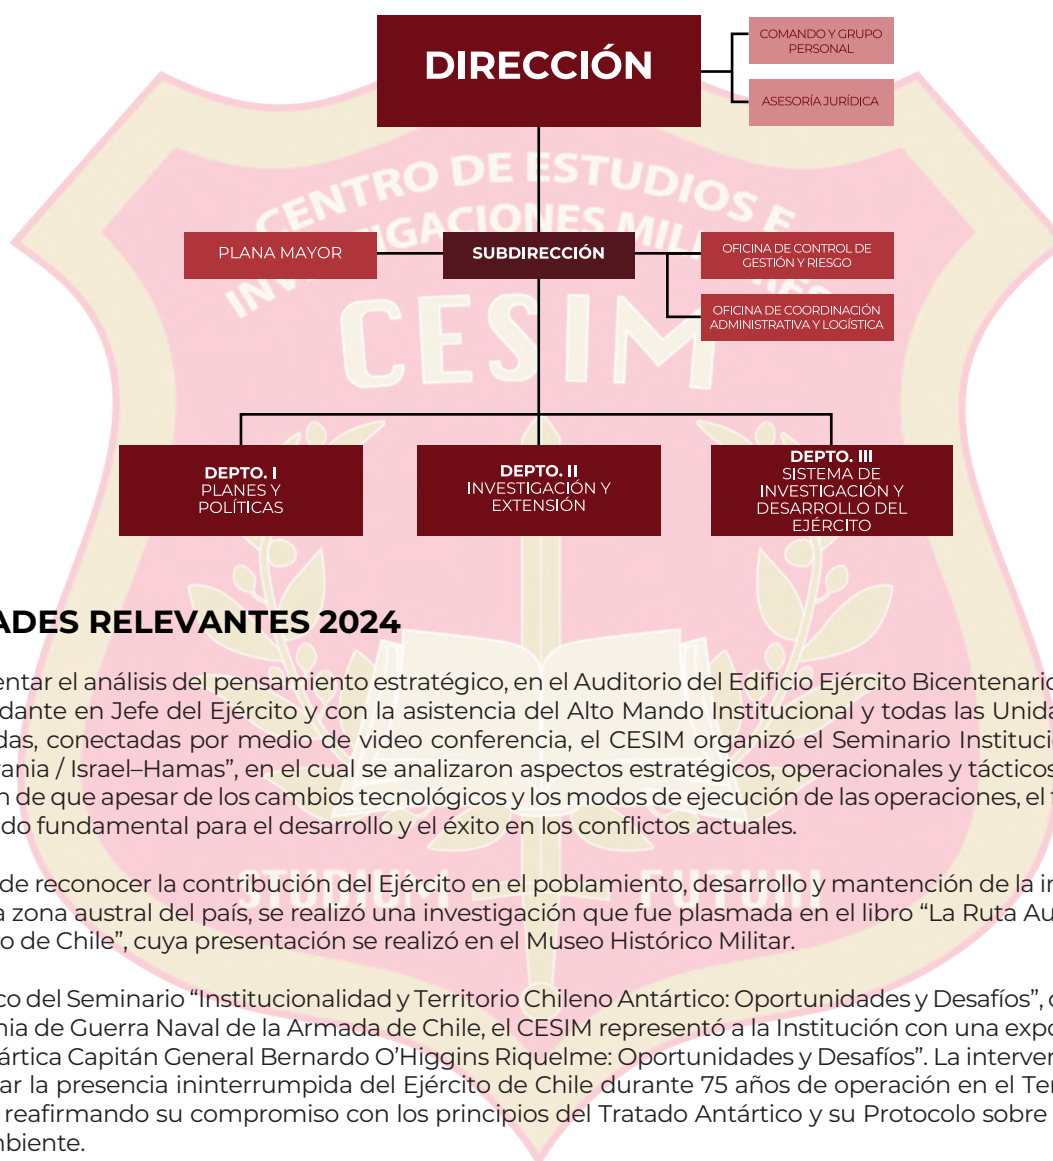 DIRECCIÓN
COMANDO Y GRUPO
PERSONAL
ASESORÍA JURÍDICA
PLANA MAYOR
SUBDIRECCIÓN
OFICINA DE CONTROL DE
GESTIÓN Y RIESGO
OFICINA DE COORDINACIÓN
ADMINISTRATIVA Y LOGÍSTICA
CENTRO DE ESTUDIOS E
CESIM
DEPTO. I
PLANES Y
POLÍTICAS
DEPTO. II
INVESTIGACIÓN Y
EXTENSIÓN
DEPTO. III
SISTEMA DE
INVESTIGACIÓN Y
DESARROLLO DEL
EJÉRCITO
ADES RELEVANTES 2024
entar el análisis del pensamiento estratégico, en el Auditorio del Edificio Ejército Bicentenario
dante en Jefe del Ejército y con la asistencia del Alto Mando Institucional y todas las Unida
das, conectadas por medio de video conferencia, el CESIM organizó el Seminario Instituci
rania / Israel–Hamas”, en el cual se analizaron aspectos estratégicos, operacionales y tácticos
n de que apesar de los cambios tecnológicos y los modos de ejecución de las operaciones, el
do fundamental para el desarrollo y el éxito en los conflictos actuales.
STUDIUM FUTURI
de reconocer la contribución del Ejército en el poblamiento, desarrollo y mantención de la in
a zona austral del país, se realizó una investigación que fue plasmada en el libro “La Ruta Au
o de Chile”, cuya presentación se realizó en el Museo Histórico Militar.
co del Seminario “Institucionalidad y Territorio Chileno Antártico: Oportunidades y Desafíos”,
nia de Guerra Naval de la Armada de Chile, el CESIM representó a la Institución con una expo
ártica Capitán General Bernardo O’Higgins Riquelme: Oportunidades y Desafíos”. La interven
ar la presencia ininterrumpida del Ejército de Chile durante 75 años de operación en el Ter
reafirmando su compromiso con los principios del Tratado Antártico y su Protocolo sobre
mbiente.